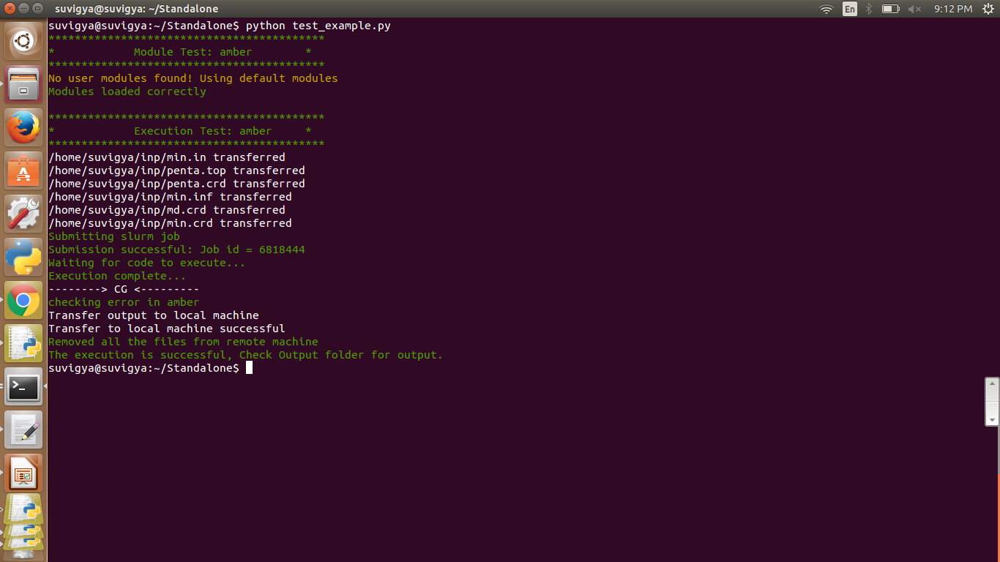 suvigya@suvigya: ~/Standalone
En
9:12 PM
suvigya@suvigya:~/Standalone$ python test_example.py
******************************************
*            Module Test: amber        *
******************************************
No user modules found! Using default modules
Modules loaded correctly
******************************************
*            Execution Test: amber     *
******************************************
/home/suvigya/inp/min.in transferred
/home/suvigya/inp/penta.top transferred
/home/suvigya/inp/penta.crd transferred
/home/suvigya/inp/min.inf transferred
/home/suvigya/inp/md.crd transferred
/home/suvigya/inp/min.crd transferred
Submitting slurm job
Submission successful: Job id = 6818444
Waiting for code to execute...
Execution complete...
--------> CG <---------
checking error in amber
Transfer output to local machine
Transfer to local machine successful
Removed all the files from remote machine
The execution is successful, Check Output folder for output.
suvigya@suvigya:~/Standalone$